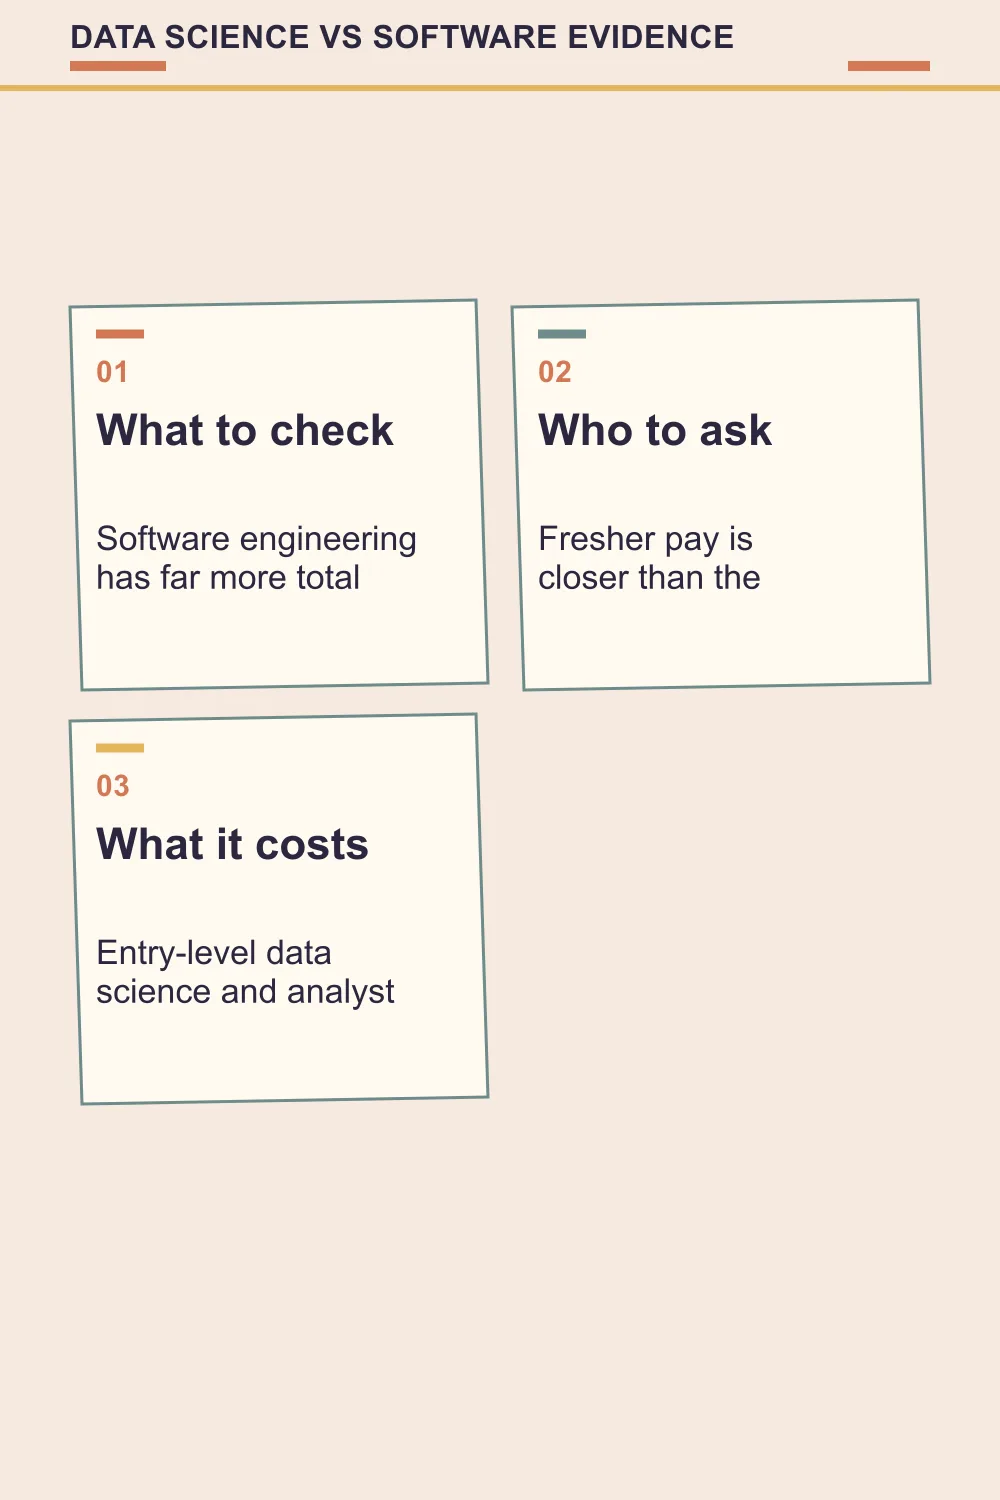 DATA SCIENCE VS SOFTWARE EVIDENCE
01
What to check
Software engineering
has far more total
02
Who to ask
Fresher pay is
closer than the
03
What it costs
Entry-level data
science and analyst